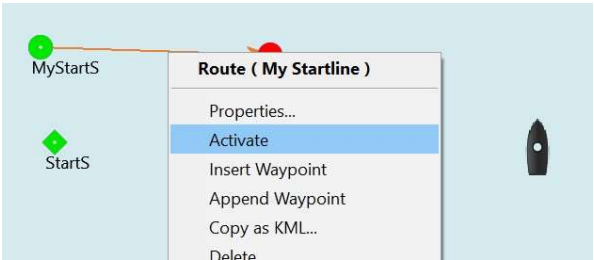 MyStartS
Route ( My Startline )
Properties...
Activate
StartS
Insert Waypoint
Append Waypoint
Copy as KML...
Delete